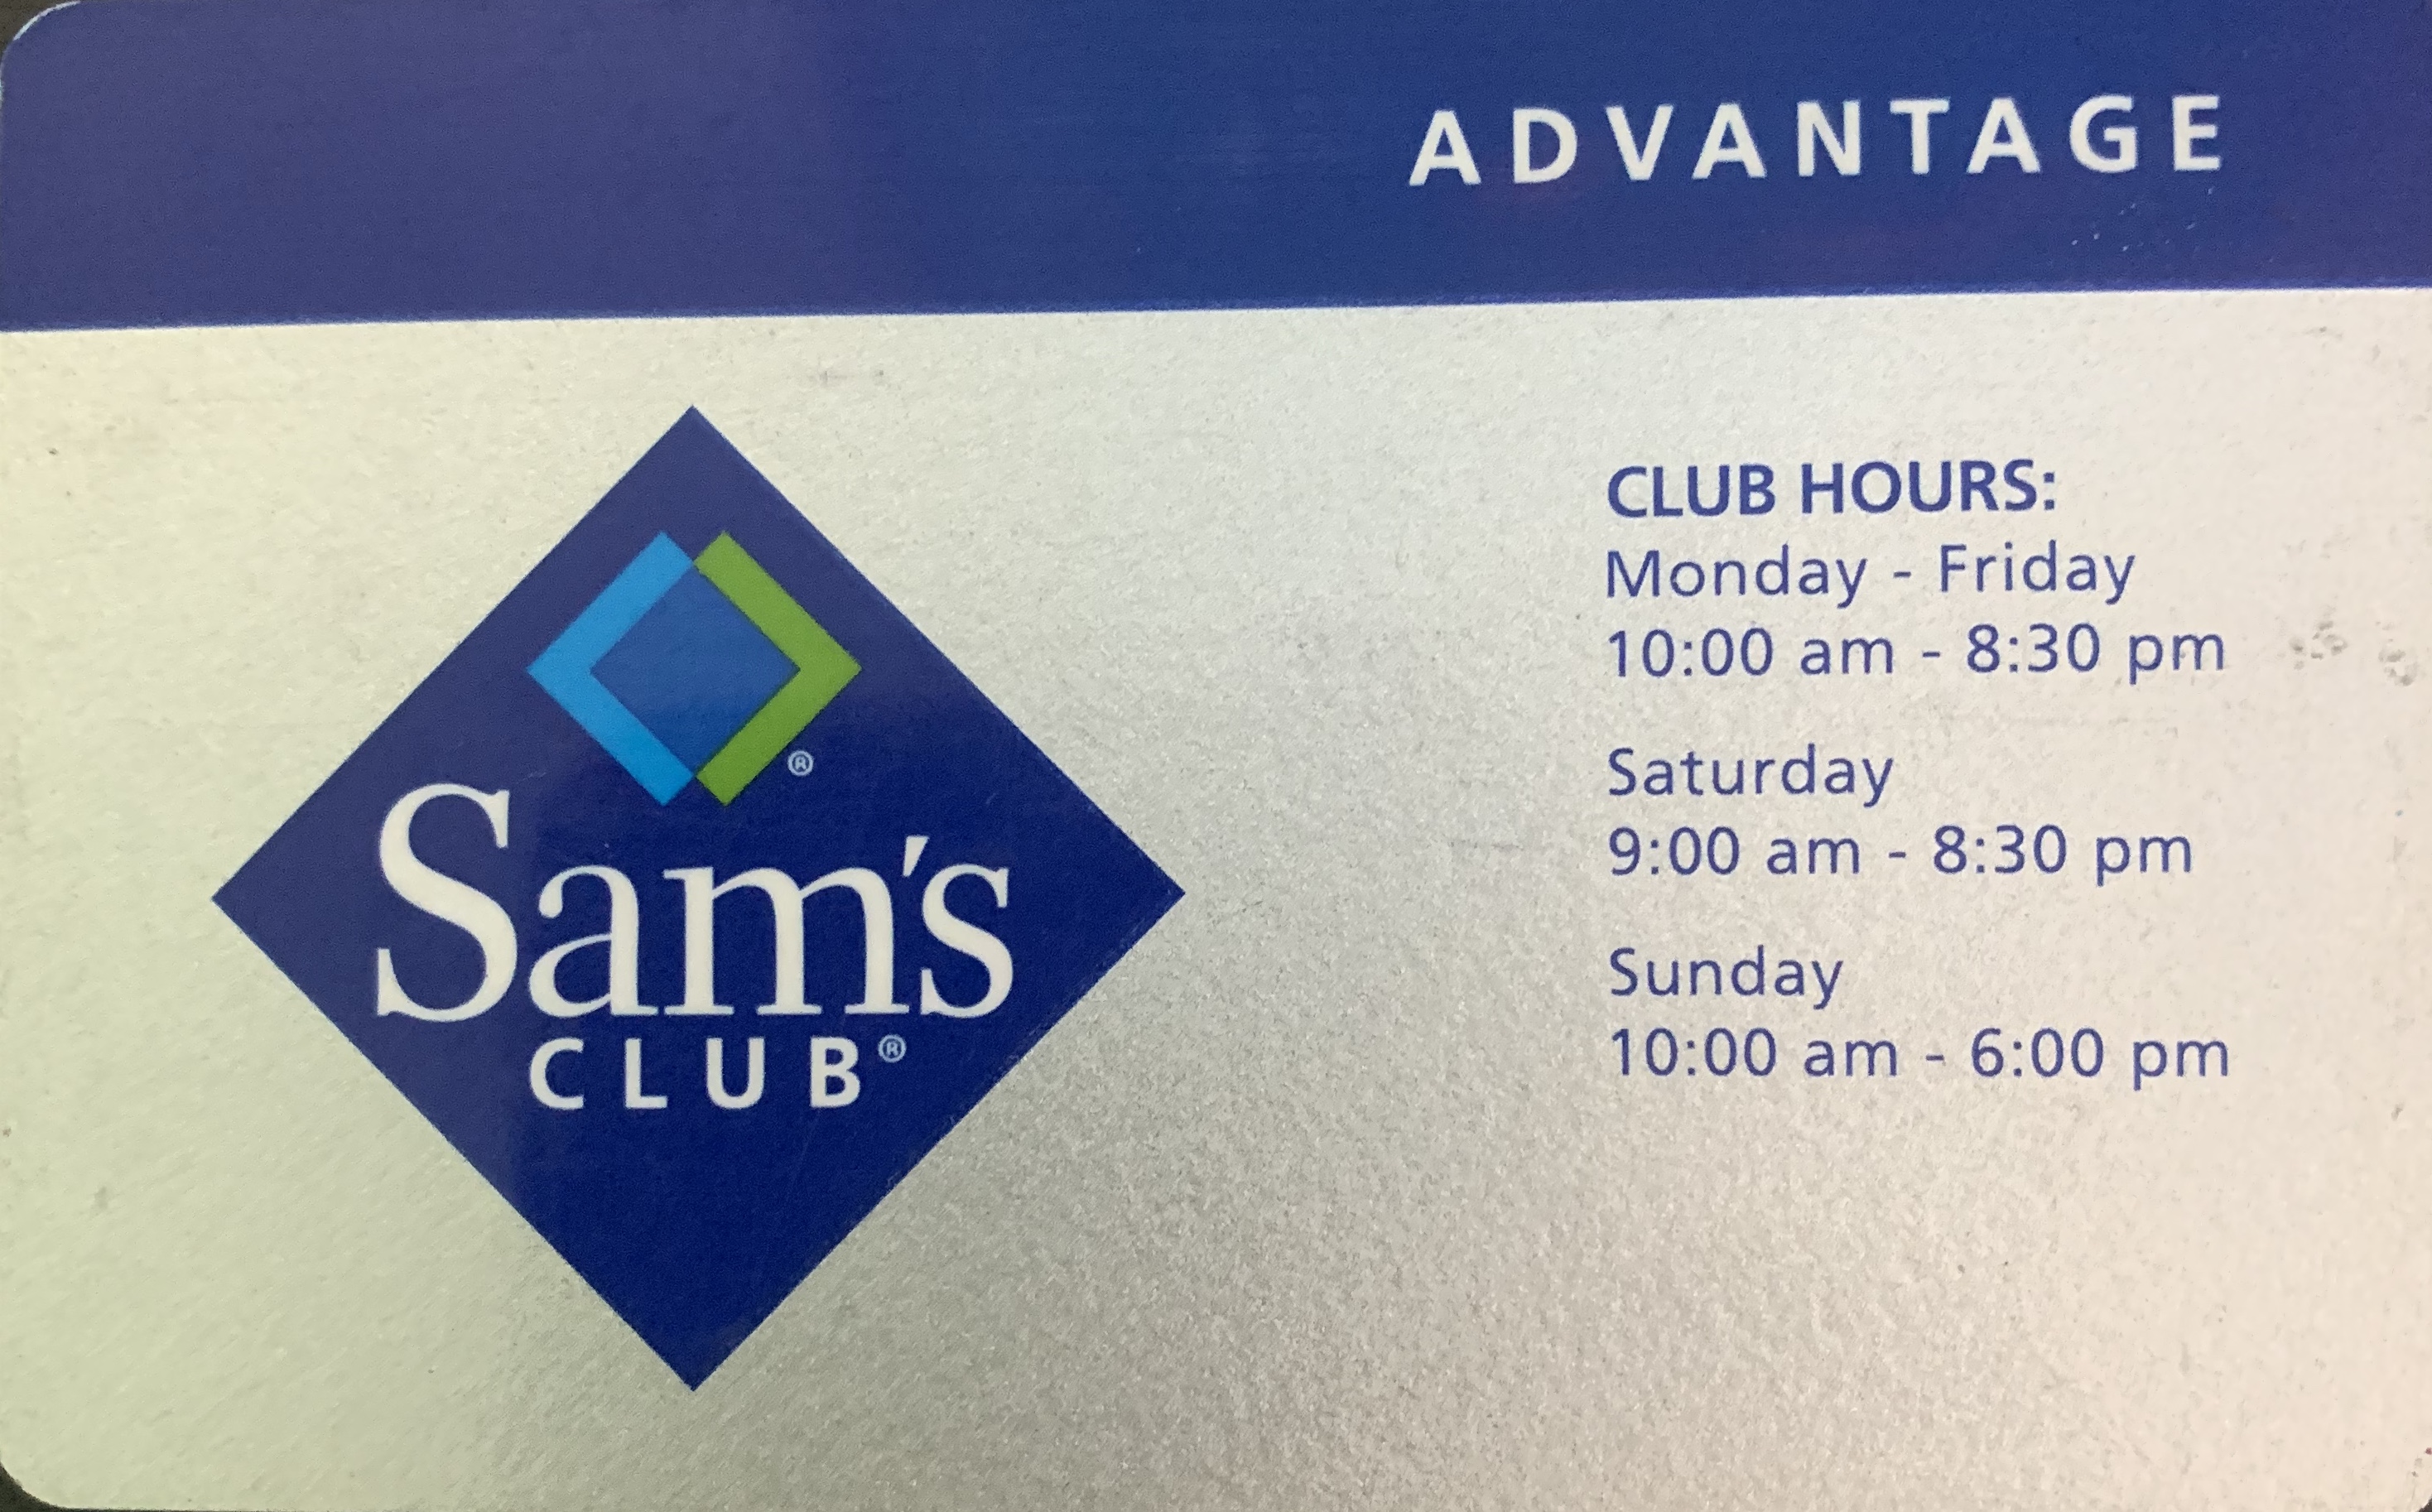 ADVANTAGE
®
Sam's
CLUB®
CLUB HOURS:
Monday - Friday
10:00 am - 8:30 pm
Saturday
9:00 am - 8:30 pm
Sunday
10:00 am - 6:00 pm